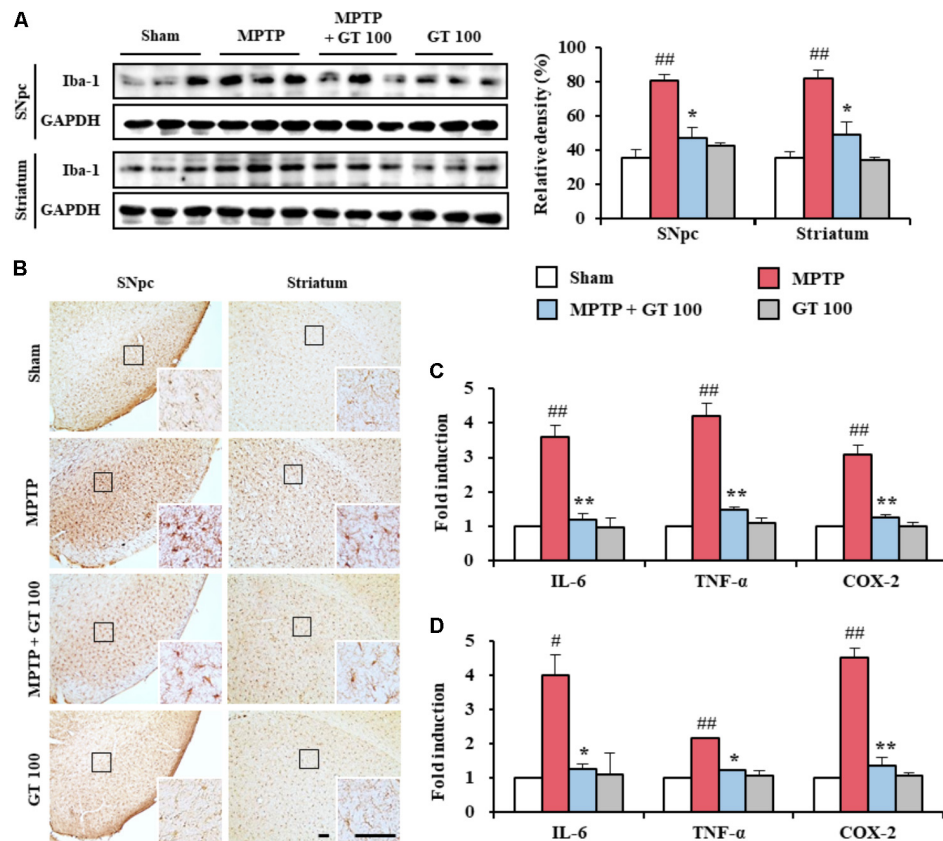 A
Sham MPTP MPTP + GT 100 GT 100
SNpc
Iba-1
GAPDH
Striatum
Iba-1
GAPDH
Relative density (%)
100
80
60
40
20
0
##
*
##
*
SNpc Striatum
Sham MPTP
MPTP + GT 100 GT 100
B
SNpc Striatum
Sham
MPTP
MPTP + GT 100
GT 100
C
Fold induction
5
4
3
2
1
0
##
**
##
**
##
**
IL-6 TNF-α COX-2
D
Fold induction
5
4
3
2
1
0
#
*
##
*
##
**
IL-6 TNF-α COX-2